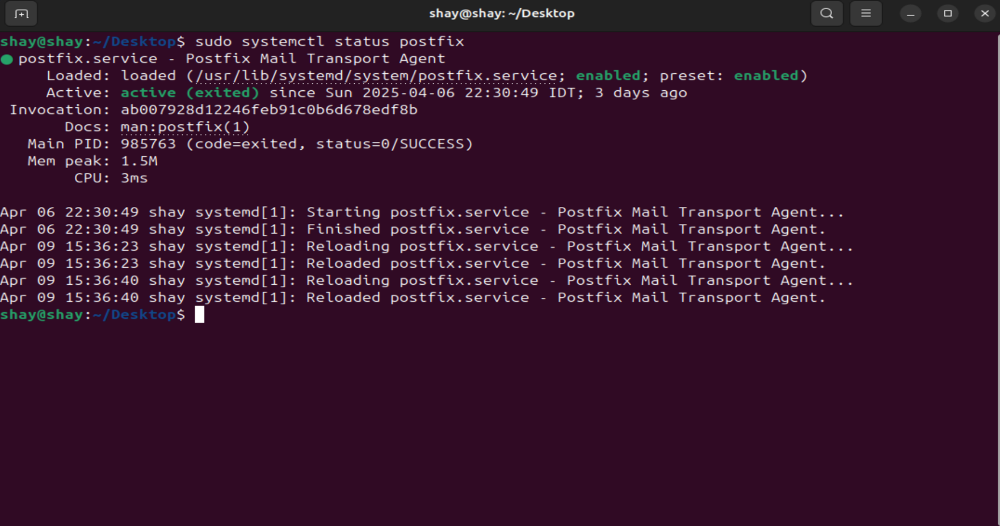 shay@shay: ~/Desktop
shay@shay:~/Desktop$ sudo systemctl status postfix
● postfix.service - Postfix Mail Transport Agent
     Loaded: loaded (/usr/lib/systemd/system/postfix.service; enabled; preset: enabled)
     Active: active (exited) since Sun 2025-04-06 22:30:49 IDT; 3 days ago
 Invocation: ab007928d12246feb91c0b6d678edf8b
       Docs: man:postfix(1)
   Main PID: 985763 (code=exited, status=0/SUCCESS)
   Mem peak: 1.5M
        CPU: 3ms

Apr 06 22:30:49 shay systemd[1]: Starting postfix.service - Postfix Mail Transport Agent...
Apr 06 22:30:49 shay systemd[1]: Finished postfix.service - Postfix Mail Transport Agent.
Apr 09 15:36:23 shay systemd[1]: Reloading postfix.service - Postfix Mail Transport Agent...
Apr 09 15:36:23 shay systemd[1]: Reloaded postfix.service - Postfix Mail Transport Agent.
Apr 09 15:36:40 shay systemd[1]: Reloading postfix.service - Postfix Mail Transport Agent...
Apr 09 15:36:40 shay systemd[1]: Reloaded postfix.service - Postfix Mail Transport Agent.
shay@shay:~/Desktop$